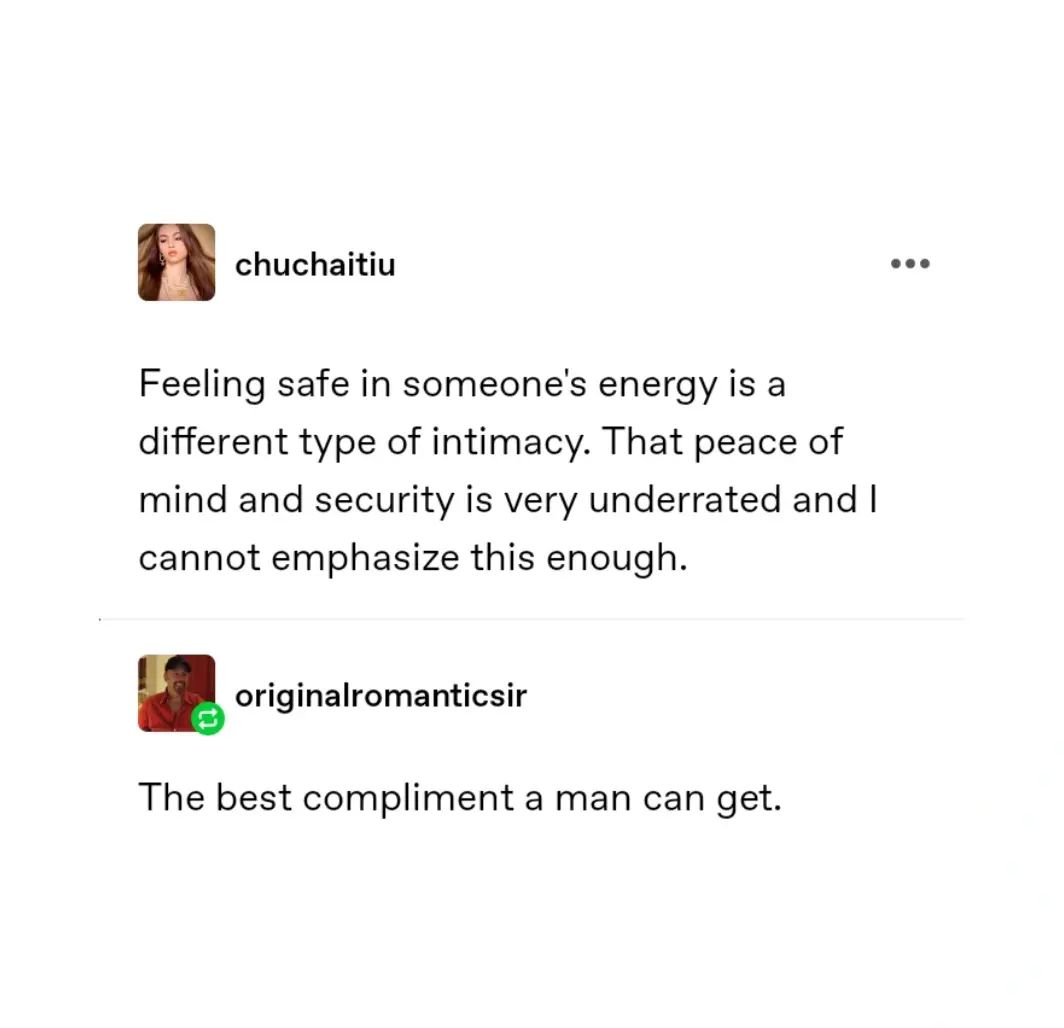 chuchaitiu
Feeling safe in someone's energy is a
different type of intimacy. That peace of
mind and security is very underrated and I
cannot emphasize this enough.
originalromanticsir
The best compliment a man can get.